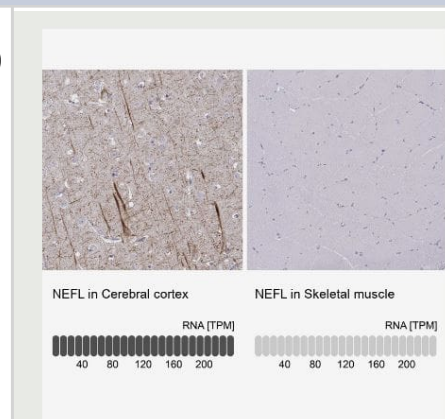 NEFL in Cerebral cortex
RNA [TPM]
40 80 120 160 200
NEFL in Skeletal muscle
RNA [TPM]
40 80 120 160 200